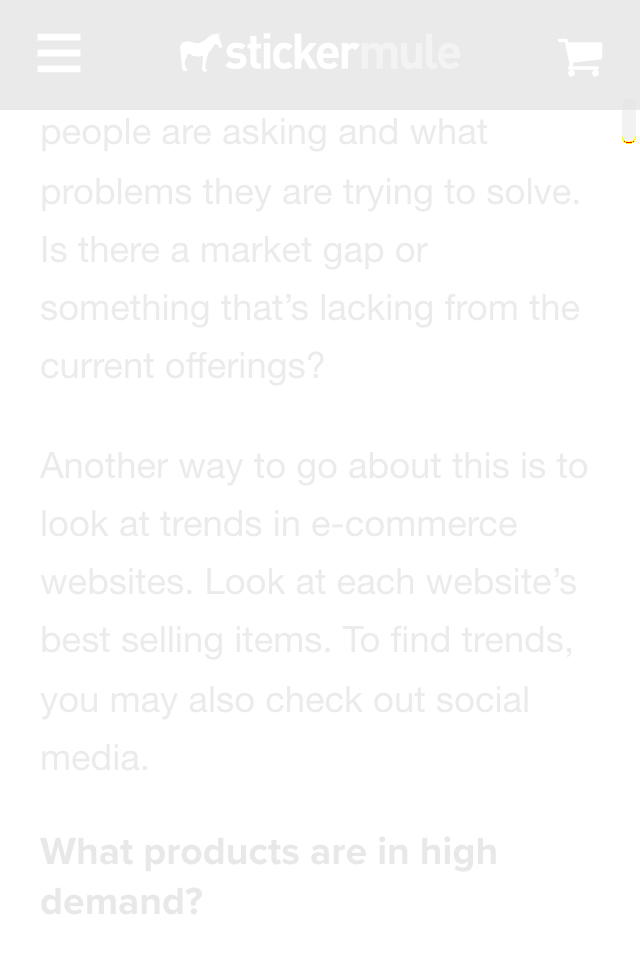 stickermule
people are asking and what
problems they are trying to solve.
Is there a market gap or
something that’s lacking from the
current offerings?
Another way to go about this is to
look at trends in e-commerce
websites. Look at each website’s
best selling items. To find trends,
you may also check out social
media.
What products are in high
demand?